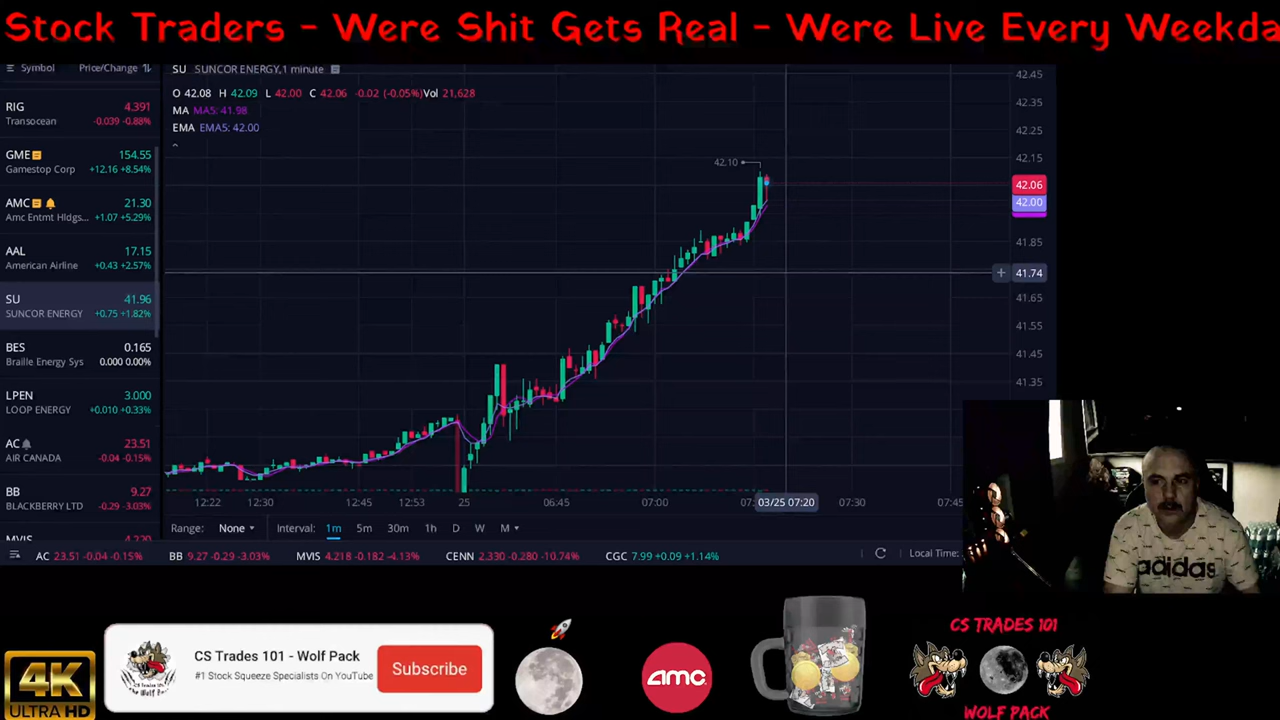 Stock Traders - Were Shit Gets Real - Were Live Every Weekda
Symbol Price/Change
SU SUNCOR ENERGY,1 minute
O 42.08 H 42.09 L 42.00 C 42.06 -0.02 (-0.05%) Vol 21,628
MA MA5: 41.98
EMA EMA5: 42.00
RIG 4.391
Transocean -0.039 -0.88%
GME 154.55
Gamestop Corp +12.16 +8.54%
AMC 21.30
Amc Entmt Hldgs... +1.07 +5.29%
AAL 17.15
American Airline +0.43 +2.57%
SU 41.96
SUNCOR ENERGY +0.75 +1.82%
BES 0.165
Braille Energy Sys 0.000 0.00%
LPEN 3.000
LOOP ENERGY +0.010 +0.33%
AC 23.51
AIR CANADA -0.04 -0.15%
BB 9.27
BLACKBERRY LTD -0.29 -3.03%
MVIS 4.220
42.10
42.45
42.35
42.25
42.15
42.06
42.00
41.85
41.74
41.65
41.55
41.45
41.35
12:22 12:30 12:45 12:53 25 06:45 07:00 03/25 07:20 07:30 07:45
Range: None Interval: 1m 5m 30m 1h D W M
AC 23.51 -0.04 -0.15% BB 9.27 -0.29 -3.03% MVIS 4.218 -0.182 -4.13% CENN 2.330 -0.280 -10.74% CGC 7.99 +0.09 +1.14% Local Time:
adidas
4K
ULTRA HD
CS Trades 101 - Wolf Pack
#1 Stock Squeeze Specialists On YouTube
Subscribe
amc
CS TRADES 101
WOLF PACK